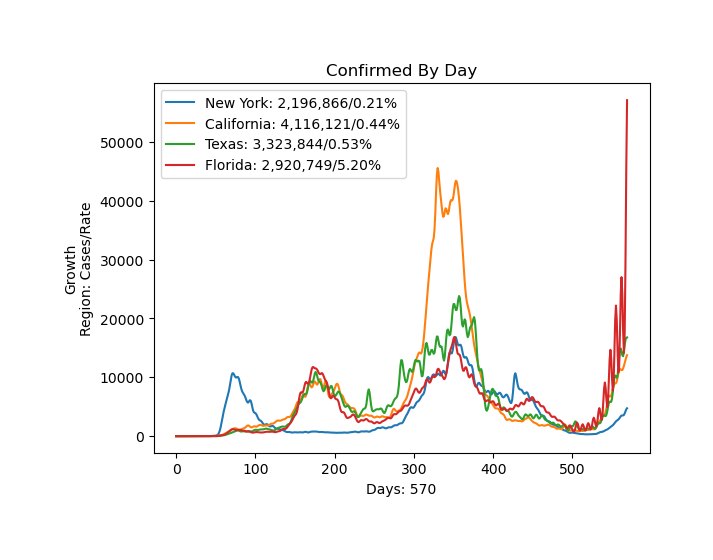 Confirmed By Day
New York: 2,196,866/0.21%
California: 4,116,121/0.44%
Texas: 3,323,844/0.53%
Florida: 2,920,749/5.20%
Growth
Region: Cases/Rate
50000
40000
30000
20000
10000
0
0 100 200 300 400 500
Days: 570